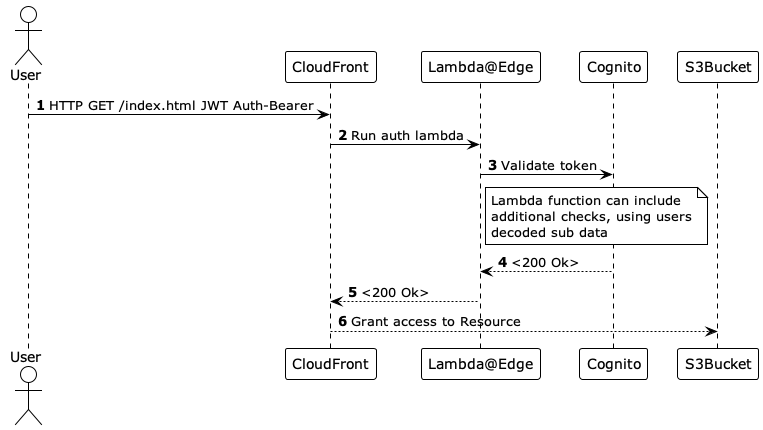 User
CloudFront
Lambda@Edge
Cognito
S3Bucket
1 HTTP GET /index.html JWT Auth-Bearer
2 Run auth lambda
3 Validate token
Lambda function can include
additional checks, using users
decoded sub data
4 <200 Ok>
5 <200 Ok>
6 Grant access to Resource
User
CloudFront
Lambda@Edge
Cognito
S3Bucket